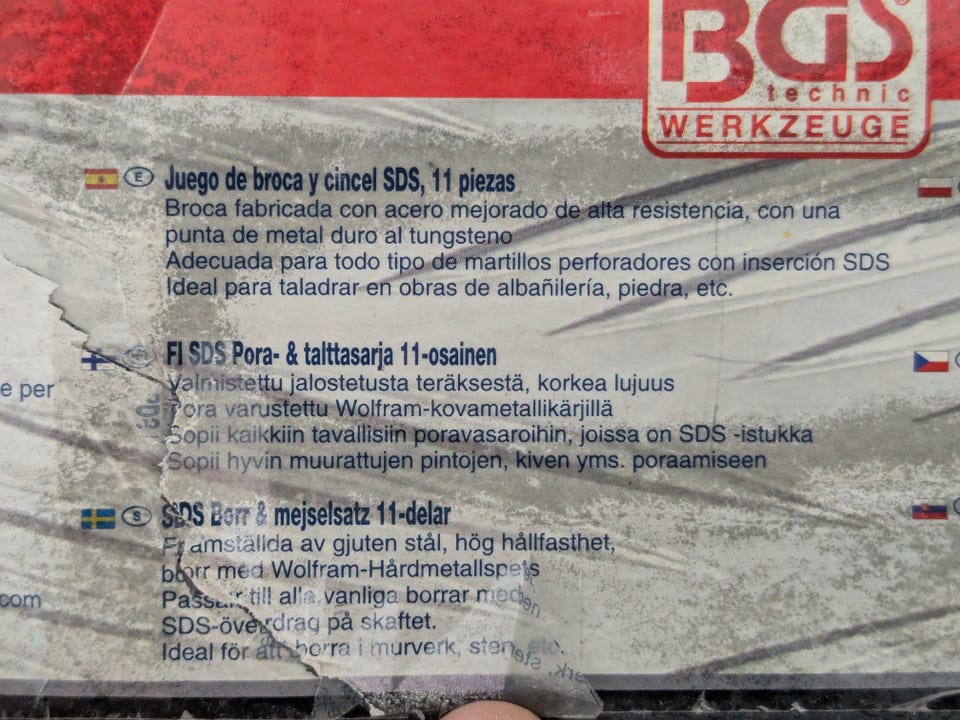 BGS®
technic
WERKZEUGE
E Juego de broca y cincel SDS, 11 piezas
Broca fabricada con acero mejorado de alta resistencia, con una
punta de metal duro al tungsteno
Adecuada para todo tipo de martillos perforadores con inserción SDS
Ideal para taladrar en obras de albañilería, piedra, etc.
FI SDS Pora- & talttasarja 11-osainen
Valmistettu jalostetusta teräksestä, korkea lujuus
Pora varustettu Wolfram-kovametallikärjillä
Sopii kaikkiin tavallisiin poravasaroihin, joissa on SDS -istukka
Sopii hyvin muurattujen pintojen, kiven yms. poraamiseen
e per
S SDS Borr & mejselsatz 11-delar
Framställda av gjuten stål, hög hållfasthet,
borr med Wolfram-Hårdmetallspets
Passar till alla vanliga borrar med
SDS-överdrag på skaftet.
Ideal för att borra i murverk, sten, etc.
com